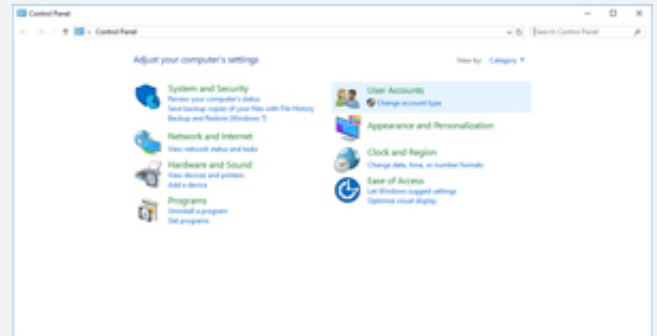 Control Panel
Control Panel
Search Control Panel
Adjust your computer's settings
View by: Category
System and Security
Review your computer's status
Save backup copies of your files with File History
Backup and Restore (Windows 7)
Network and Internet
View network status and tasks
Hardware and Sound
View devices and printers
Add a device
Programs
Uninstall a program
Get programs
User Accounts
Change account type
Appearance and Personalization
Clock and Region
Change date, time, or number formats
Ease of Access
Let Windows suggest settings
Optimize visual display